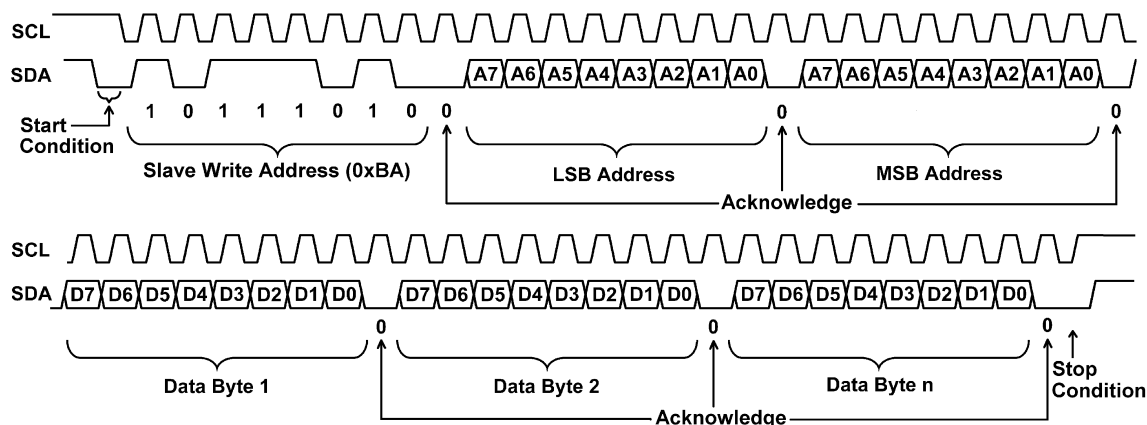 SCL
SDA A7 A6 A5 A4 A3 A2 A1 A0 A7 A6 A5 A4 A3 A2 A1 A0
1 0 1 1 1 0 1 0 0 0 0
Start
Condition
Slave Write Address (0xBA)
LSB Address
MSB Address
Acknowledge
SCL
SDA D7 D6 D5 D4 D3 D2 D1 D0 D7 D6 D5 D4 D3 D2 D1 D0 D7 D6 D5 D4 D3 D2 D1 D0
0 0 0
Data Byte 1
Data Byte 2
Data Byte n
Stop
Condition
Acknowledge